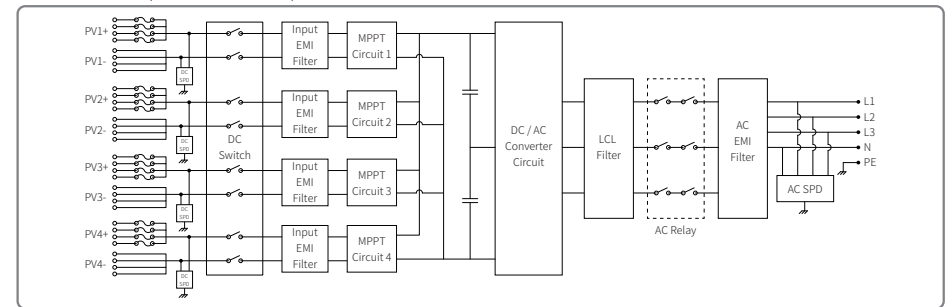 PV1+
PV1-
DC
SPD
Input
EMI
Filter
MPPT
Circuit 1
PV2+
PV2-
DC
SPD
Input
EMI
Filter
MPPT
Circuit 2
DC
Switch
PV3+
PV3-
DC
SPD
Input
EMI
Filter
MPPT
Circuit 3
PV4+
PV4-
DC
SPD
Input
EMI
Filter
MPPT
Circuit 4
DC / AC
Converter
Circuit
LCL
Filter
AC Relay
AC
EMI
Filter
AC SPD
L1
L2
L3
N
PE